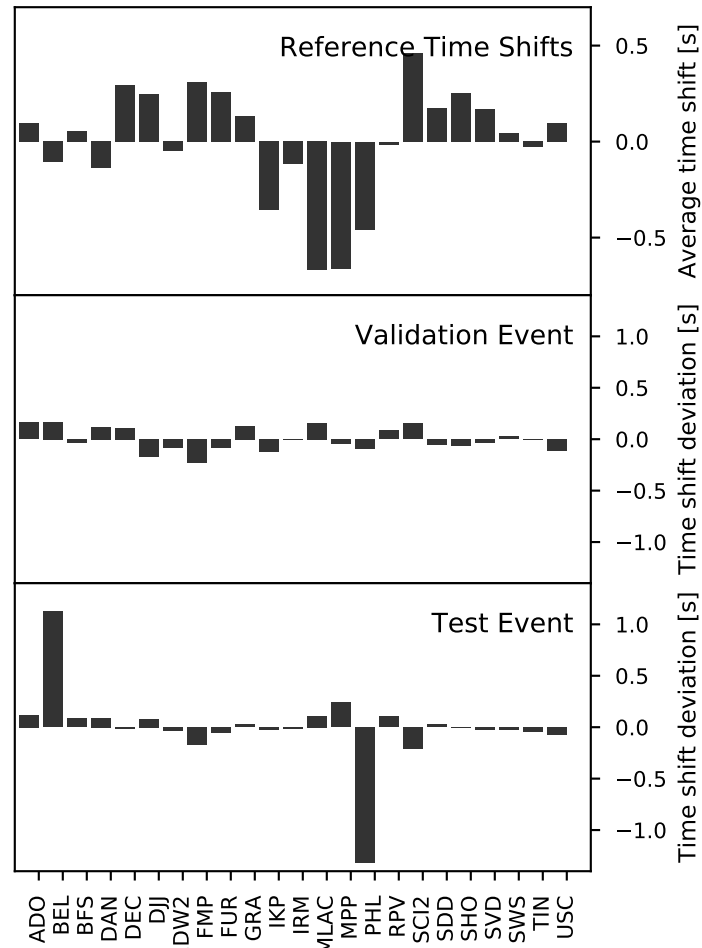 Reference Time Shifts
0.5
0.0
−0.5
Average time shift [s]
Validation Event
1.0
0.5
0.0
−0.5
−1.0
Time shift deviation [s]
Test Event
1.0
0.5
0.0
−0.5
−1.0
Time shift deviation [s]
ADO
BEL
BFS
DAN
DEC
DJJ
DW2
FMP
FUR
GRA
IKP
IRM
MLAC
MPP
PHL
RPV
SCI2
SDD
SHO
SVD
SWS
TIN
USC